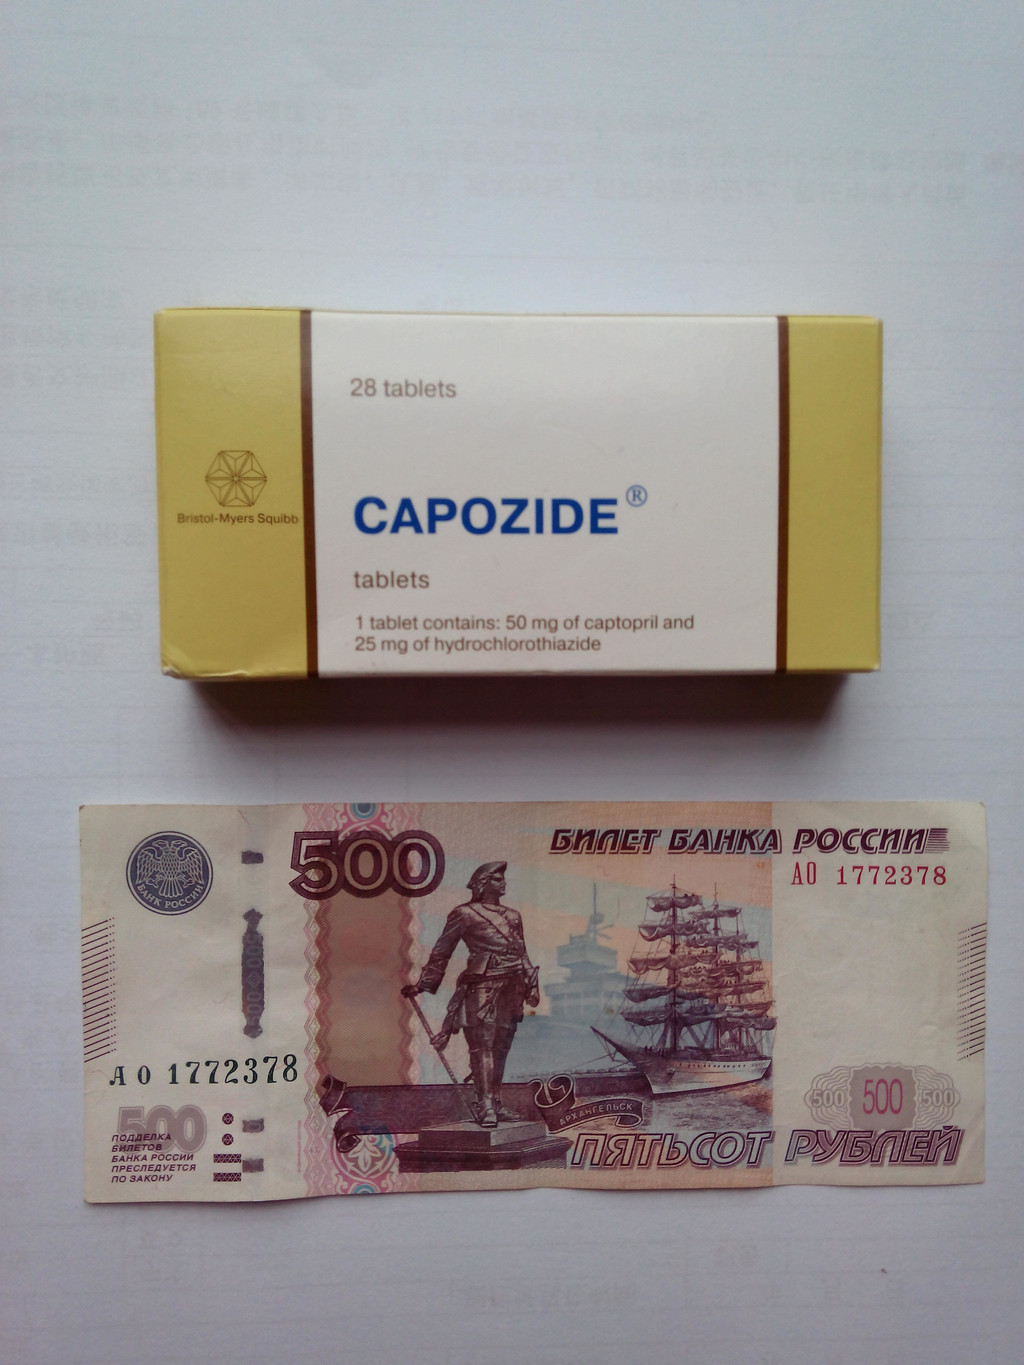 28 tablets
CAPOZIDE®
Bristol-Myers Squibb
tablets
1 tablet contains: 50 mg of captopril and
25 mg of hydrochlorothiazide
500
БИЛЕТ БАНКА РОССИИ
АО 1772378
БАНК РОССИИ
АО 1772378
АРХАНГЕЛЬСК
500 500 500
500
ПОДДЕЛКА
БИЛЕТОВ
БАНКА РОССИИ
ПРЕСЛЕДУЕТСЯ
ПО ЗАКОНУ
ПЯТЬСОТ РУБЛЕЙ